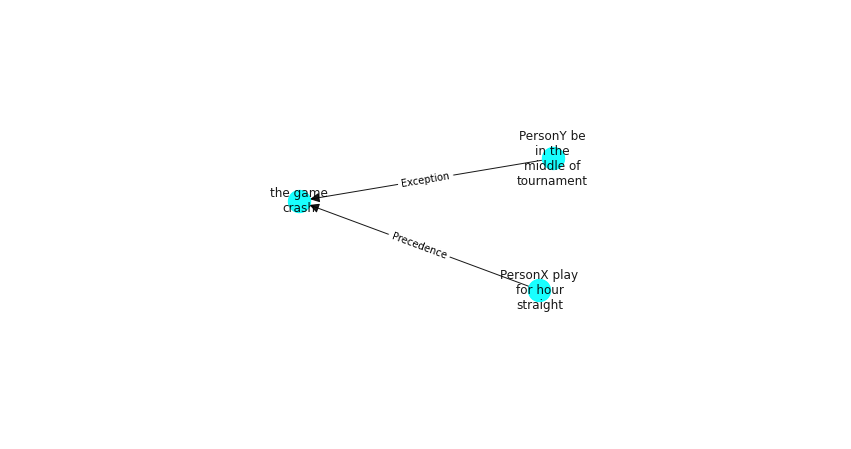 PersonY be
in the
middle of
tournament
Exception
the game
crash
Precedence
PersonX play
for hour
straight